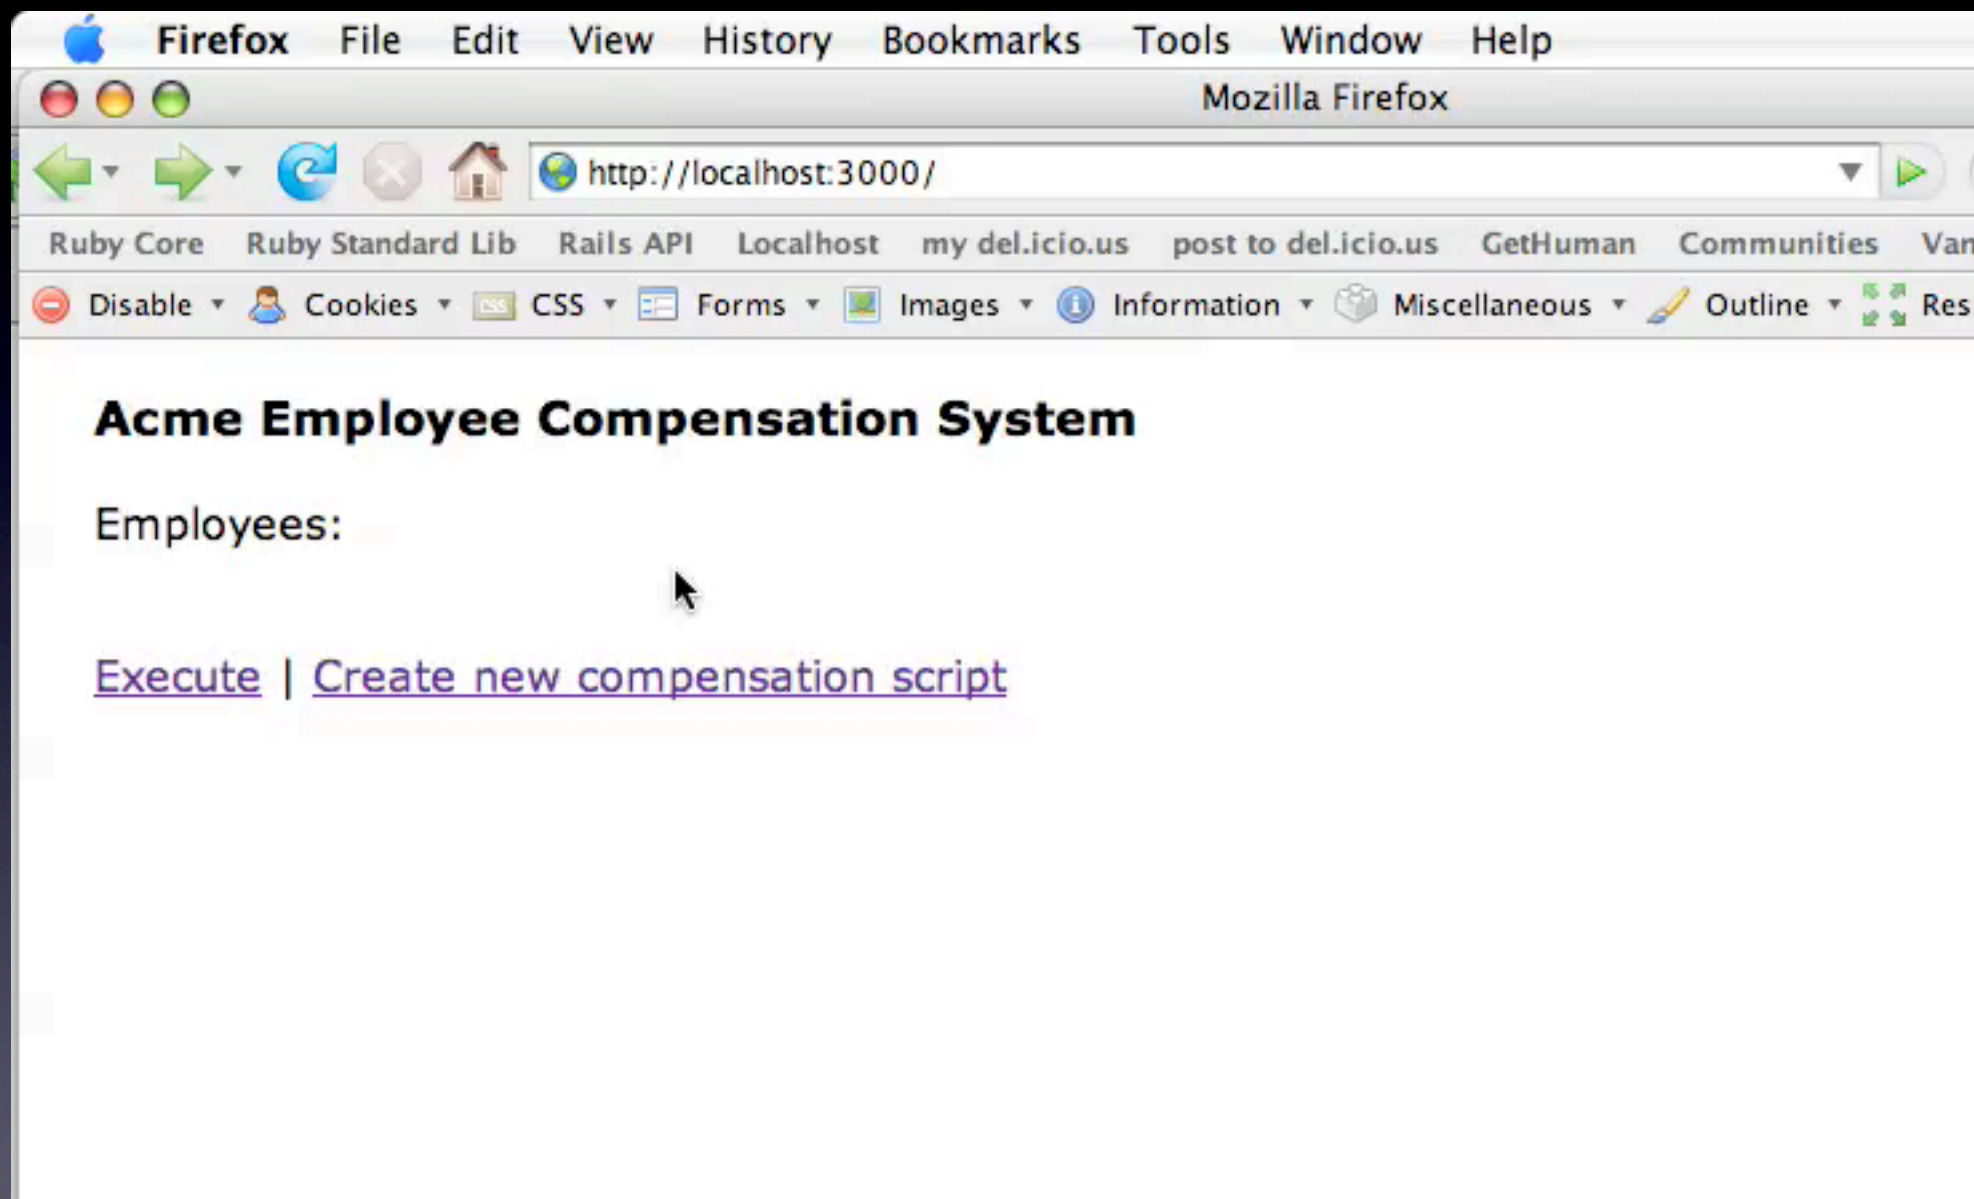 Firefox File Edit View History Bookmarks Tools Window Help
Mozilla Firefox
http://localhost:3000/
Ruby Core Ruby Standard Lib Rails API Localhost my del.icio.us post to del.icio.us GetHuman Communities Van
Disable Cookies CSS Forms Images Information Miscellaneous Outline Res
Acme Employee Compensation System
Employees:
Execute | Create new compensation script